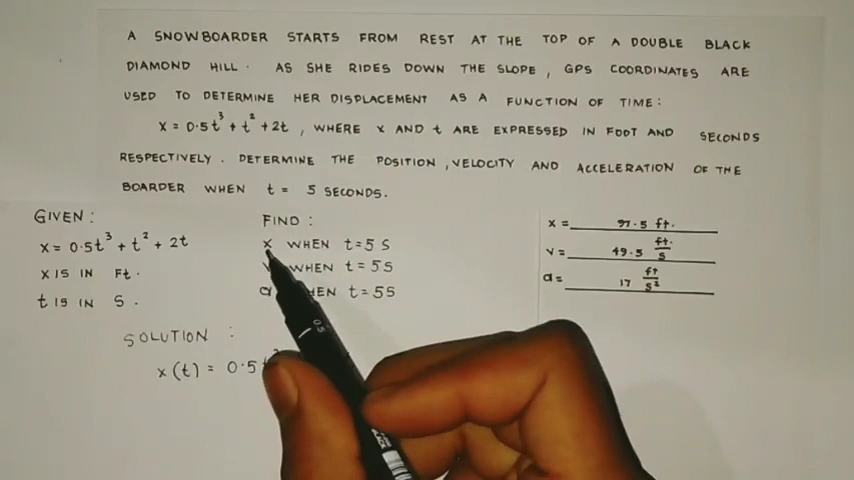 A SNOWBOARDER STARTS FROM REST AT THE TOP OF A DOUBLE BLACK
DIAMOND HILL. AS SHE RIDES DOWN THE SLOPE, GPS COORDINATES ARE
USED TO DETERMINE HER DISPLACEMENT AS A FUNCTION OF TIME:
x = 0.5t³ + t² + 2t, WHERE x AND t ARE EXPRESSED IN FOOT AND SECONDS
RESPECTIVELY. DETERMINE THE POSITION, VELOCITY AND ACCELERATION OF THE
BOARDER WHEN t = 5 SECONDS.
GIVEN:
x = 0.5t³ + t² + 2t
x IS IN Ft.
t IS IN S.
FIND:
x WHEN t = 5 S
WHEN t = 5S
t = 5S
x = 97.5 ft.
v = 49.5 ft./s
a = 17 ft/s²
SOLUTION:
x(t) = 0.5
0.5